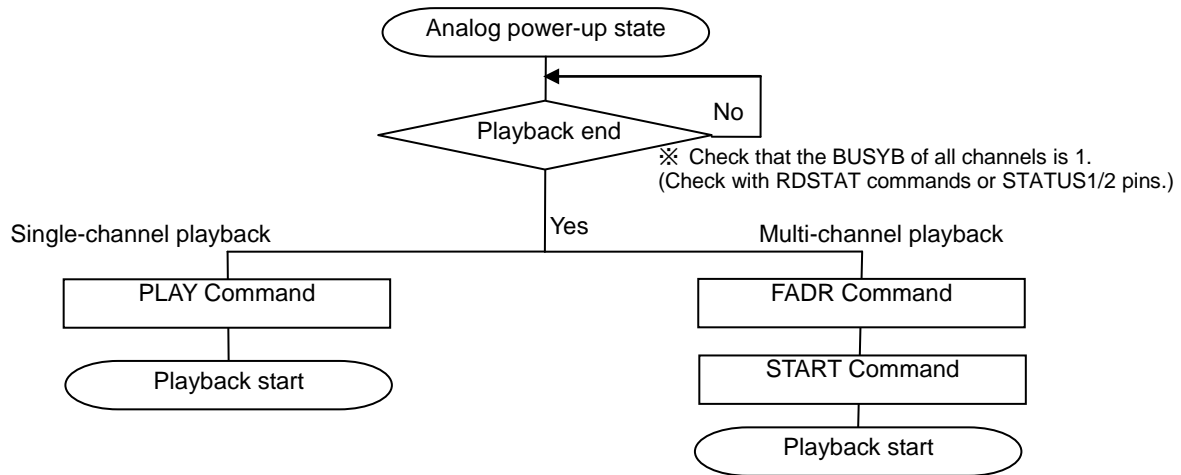 Analog power-up state
No
Playback end
※ Check that the BUSYB of all channels is 1.
(Check with RDSTAT commands or STATUS1/2 pins.)
Yes
Single-channel playback
Multi-channel playback
PLAY Command
FADR Command
Playback start
START Command
Playback start